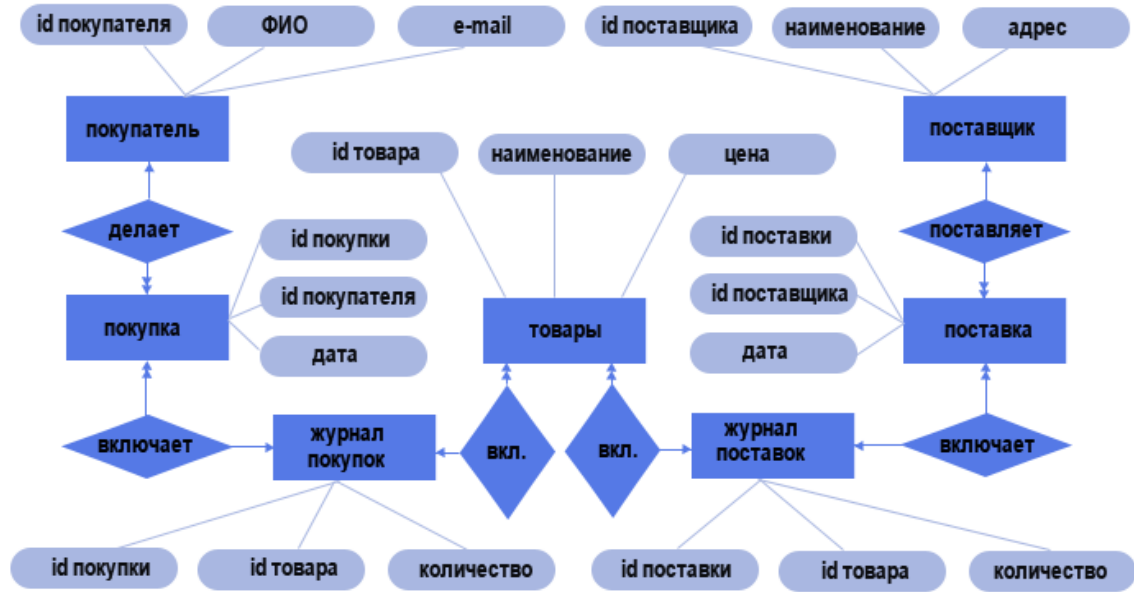 id покупателя
ФИО
e-mail
id поставщика
наименование
адрес
покупатель
поставщик
id товара
наименование
цена
делает
поставляет
id покупки
id поставки
id покупателя
id поставщика
покупка
товары
поставка
дата
дата
включает
журнал
покупок
вкл.
вкл.
журнал
поставок
включает
id покупки
id товара
количество
id поставки
id товара
количество